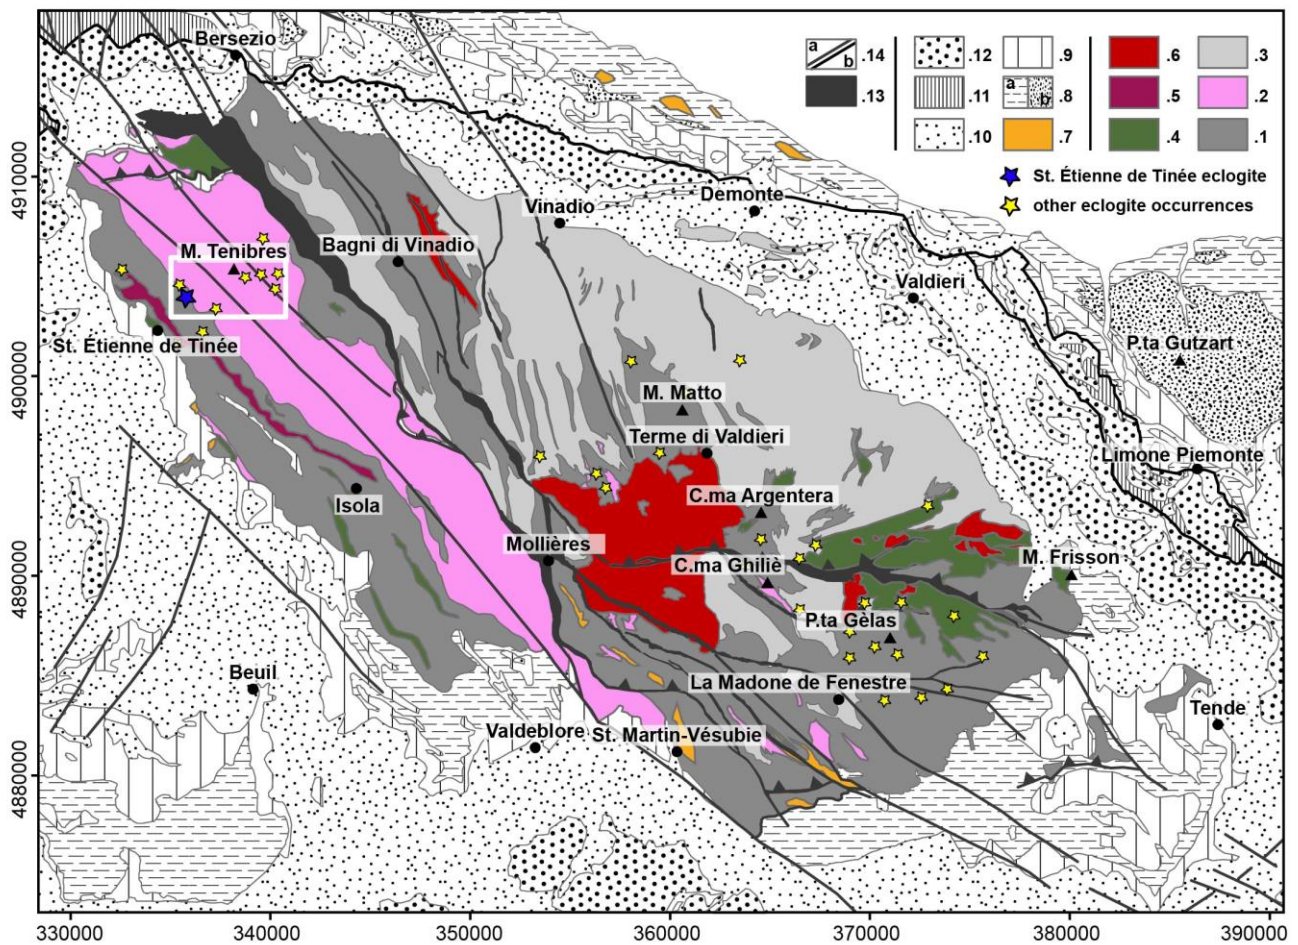 Bersezio
a
b
.14
.12
.9
.6
.3
.13
.11
a
b
.8
.5
.2
.10
.7
.4
.1
St. Étienne de Tinée eclogite
other eclogite occurrences
4910000
Demonte
Vinadio
M. Tenibres
Bagni di Vinadio
Valdieri
St. Étienne de Tinée
P.ta Gutzart
4900000
M. Matto
Terme di Valdieri
Limone Piemonte
Isola
C.ma Argentera
Mollières
C.ma Ghiliè
M. Frisson
4890000
P.ta Gèlas
Beuil
La Madone de Fenestre
Tende
Valdeblore
St. Martin-Vésubie
4880000
330000
340000
350000
360000
370000
380000
390000